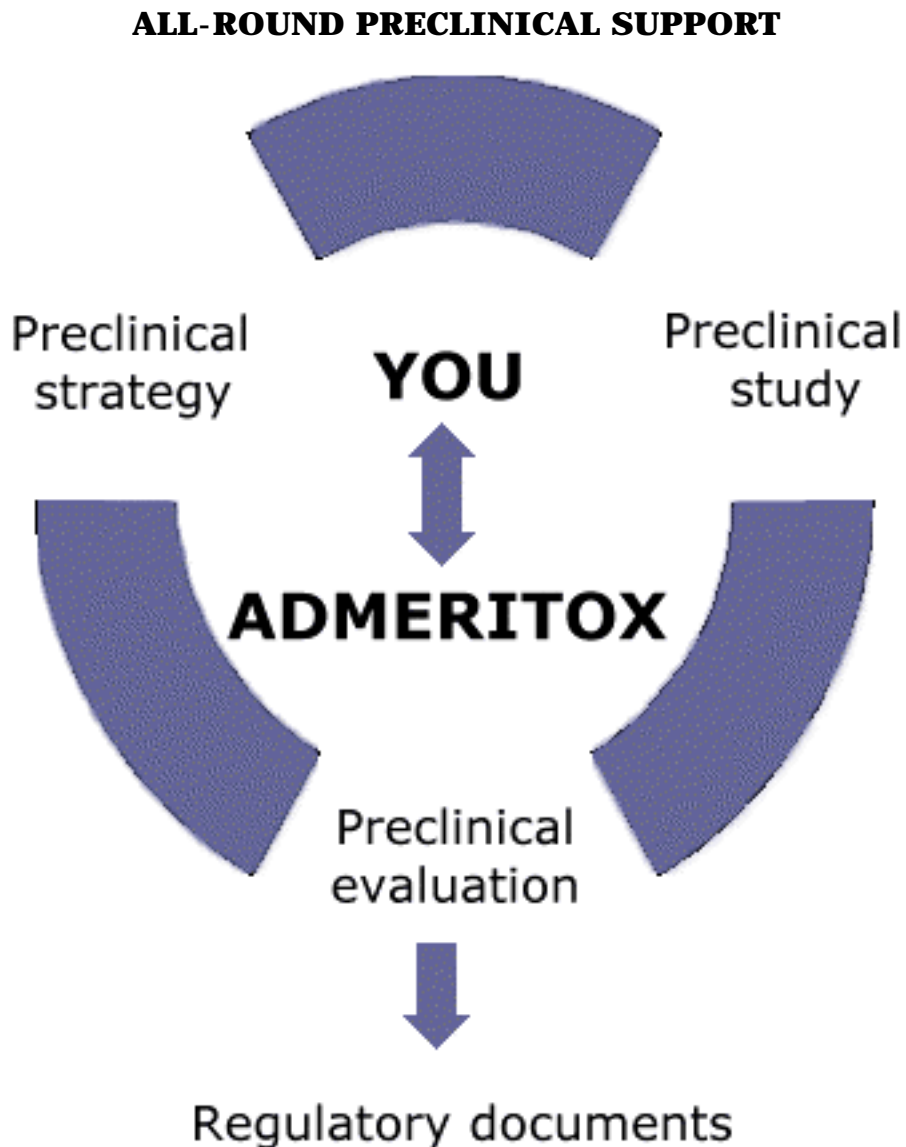 ALL-ROUND PRECLINICAL SUPPORT
Preclinical
strategy
YOU
Preclinical
study
ADMERITOX
Preclinical
evaluation
Regulatory documents